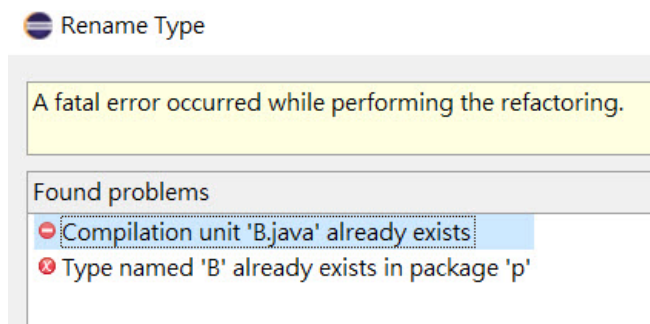 Rename Type
A fatal error occurred while performing the refactoring.
Found problems
Compilation unit 'B.java' already exists
Type named 'B' already exists in package 'p'